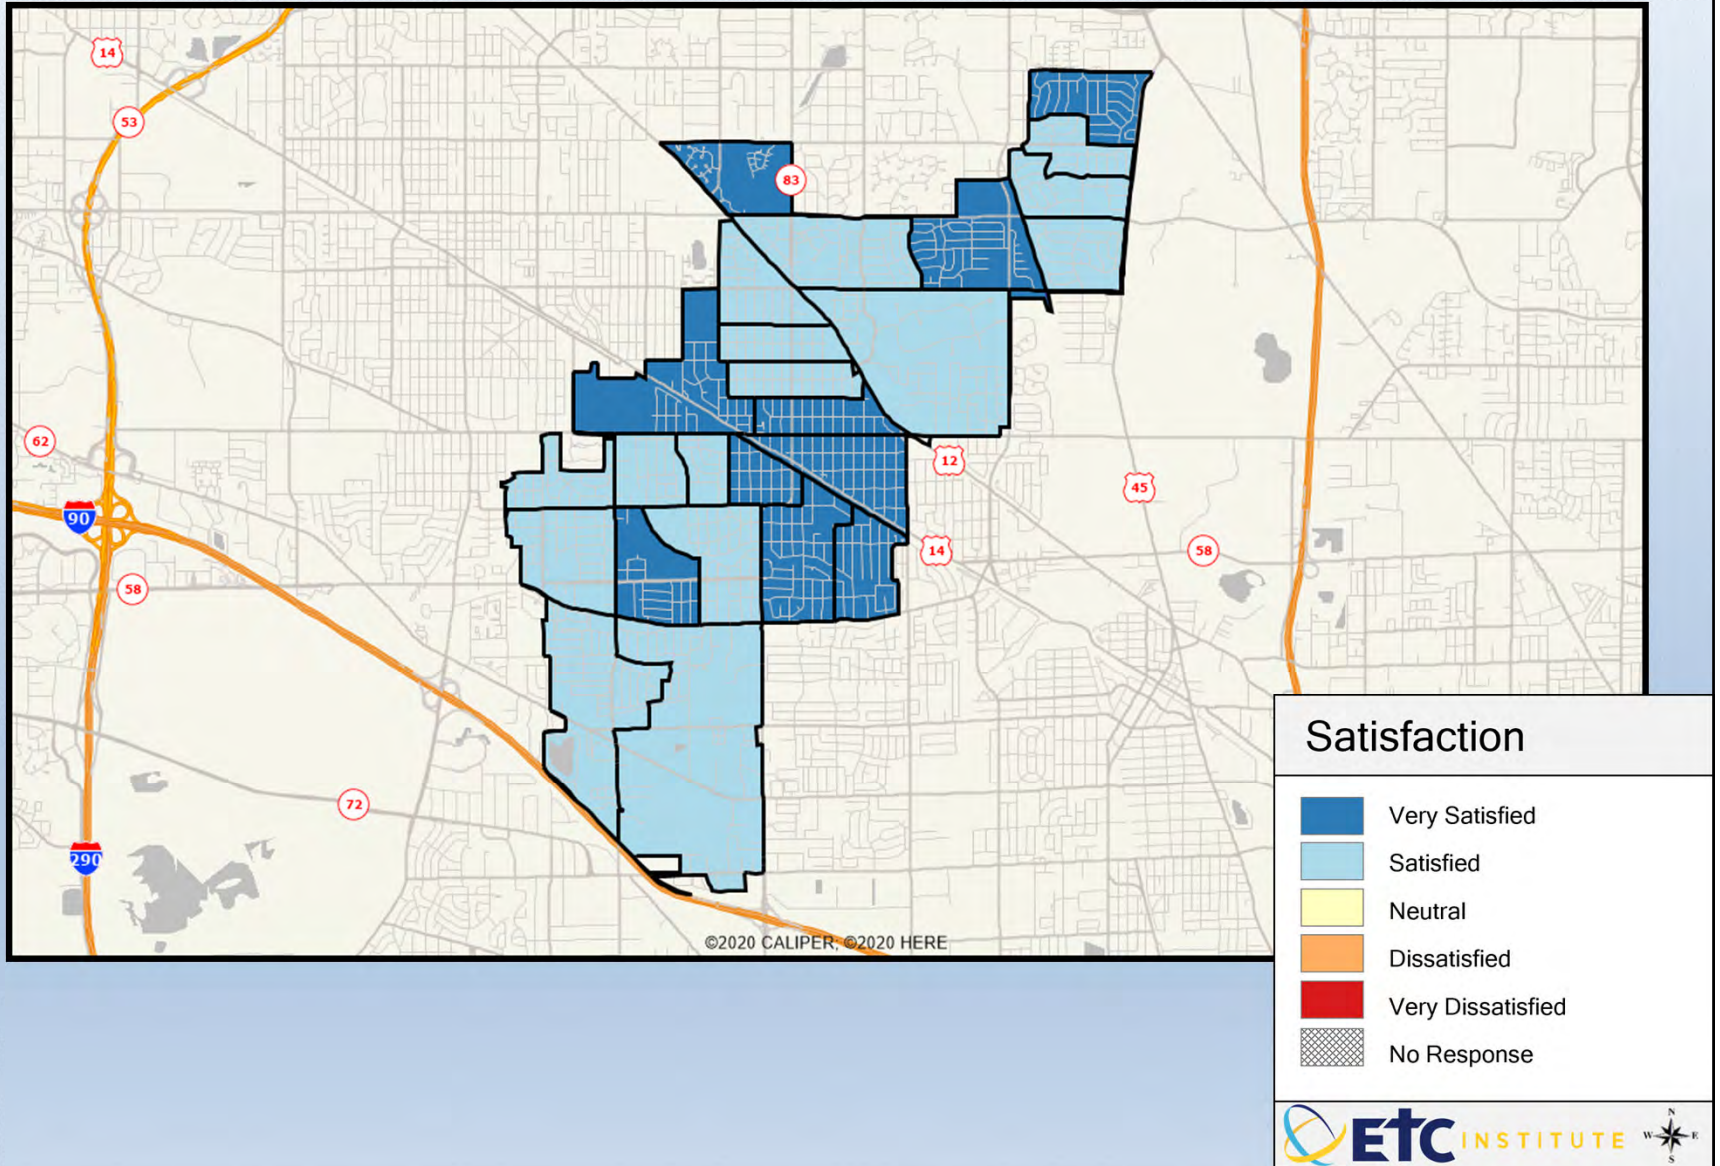 14
53
83
62
12
45
90
14
58
58
72
290
©2020 CALIPER; ©2020 HERE
Satisfaction
Very Satisfied
Satisfied
Neutral
Dissatisfied
Very Dissatisfied
No Response
ETC INSTITUTE
N
W E
S